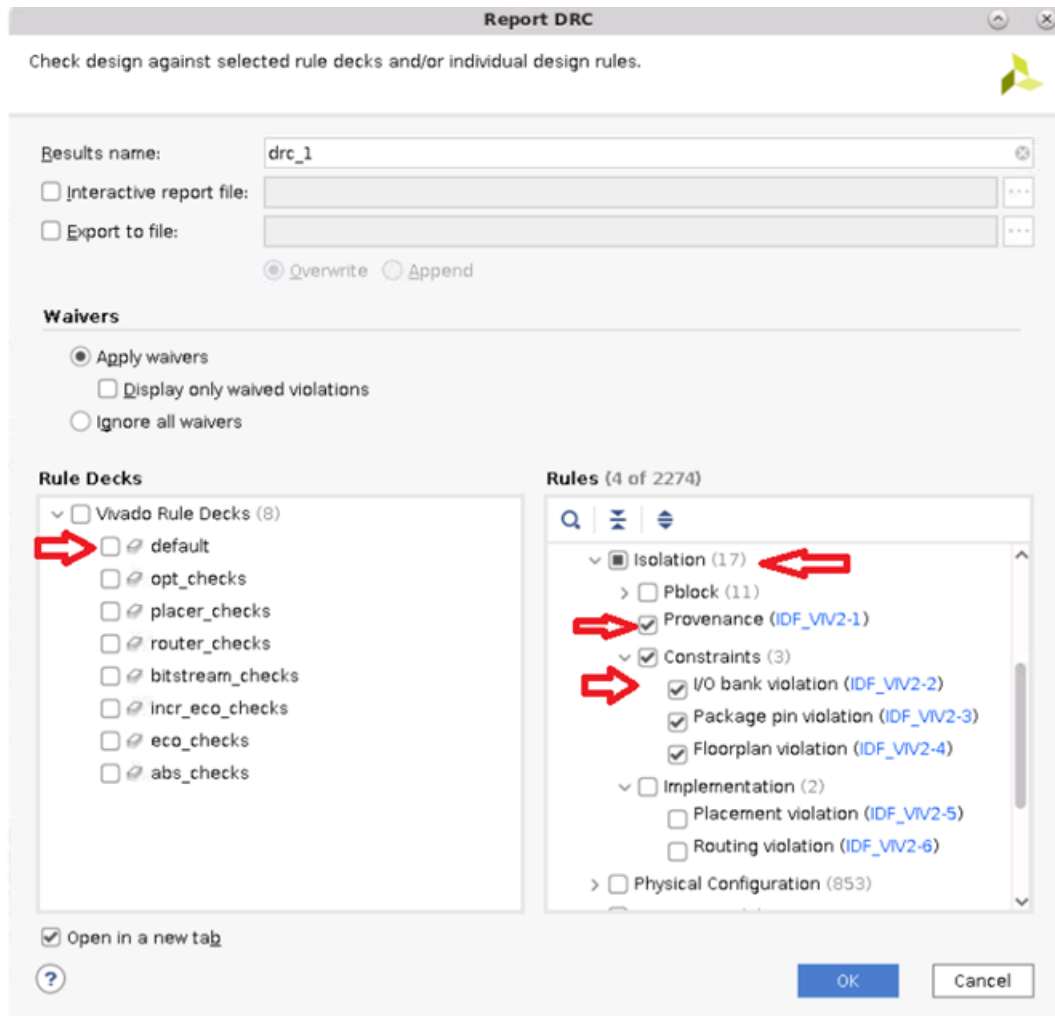 Report DRC
Check design against selected rule decks and/or individual design rules.
Results name: drc_1
Interactive report file: ...
Export to file: ...
Overwrite Append
Waivers
Apply waivers
Display only waived violations
Ignore all waivers
Rule Decks
Vivado Rule Decks (8)
default
opt_checks
placer_checks
router_checks
bitstream_checks
incr_eco_checks
eco_checks
abs_checks
Rules (4 of 2274)
Isolation (17)
Pblock (11)
Provenance (IDF_VIV2-1)
Constraints (3)
I/O bank violation (IDF_VIV2-2)
Package pin violation (IDF_VIV2-3)
Floorplan violation (IDF_VIV2-4)
Implementation (2)
Placement violation (IDF_VIV2-5)
Routing violation (IDF_VIV2-6)
Physical Configuration (853)
Open in a new tab
? OK Cancel